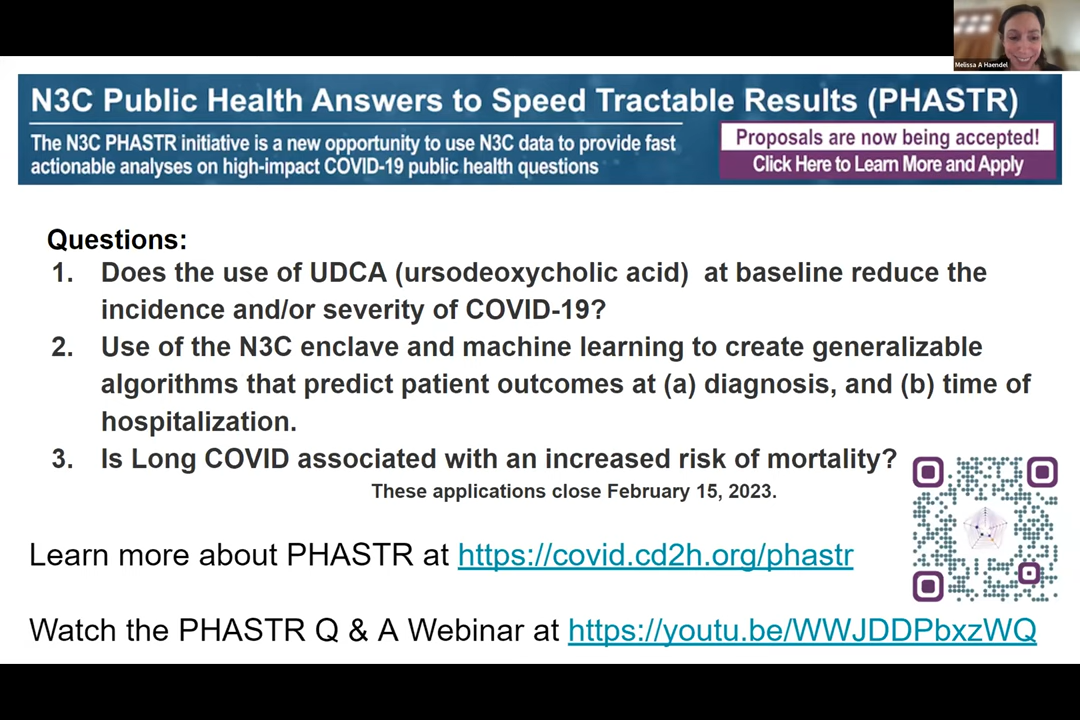 Melissa A Haendel
N3C Public Health Answers to Speed Tractable Results (PHASTR)
The N3C PHASTR initiative is a new opportunity to use N3C data to provide fast
actionable analyses on high-impact COVID-19 public health questions
Proposals are now being accepted!
Click Here to Learn More and Apply
Questions:
1. Does the use of UDCA (ursodeoxycholic acid) at baseline reduce the
incidence and/or severity of COVID-19?
2. Use of the N3C enclave and machine learning to create generalizable
algorithms that predict patient outcomes at (a) diagnosis, and (b) time of
hospitalization.
3. Is Long COVID associated with an increased risk of mortality?
These applications close February 15, 2023.
Learn more about PHASTR at https://covid.cd2h.org/phastr
Watch the PHASTR Q & A Webinar at https://youtu.be/WWJDDPbxzWQ